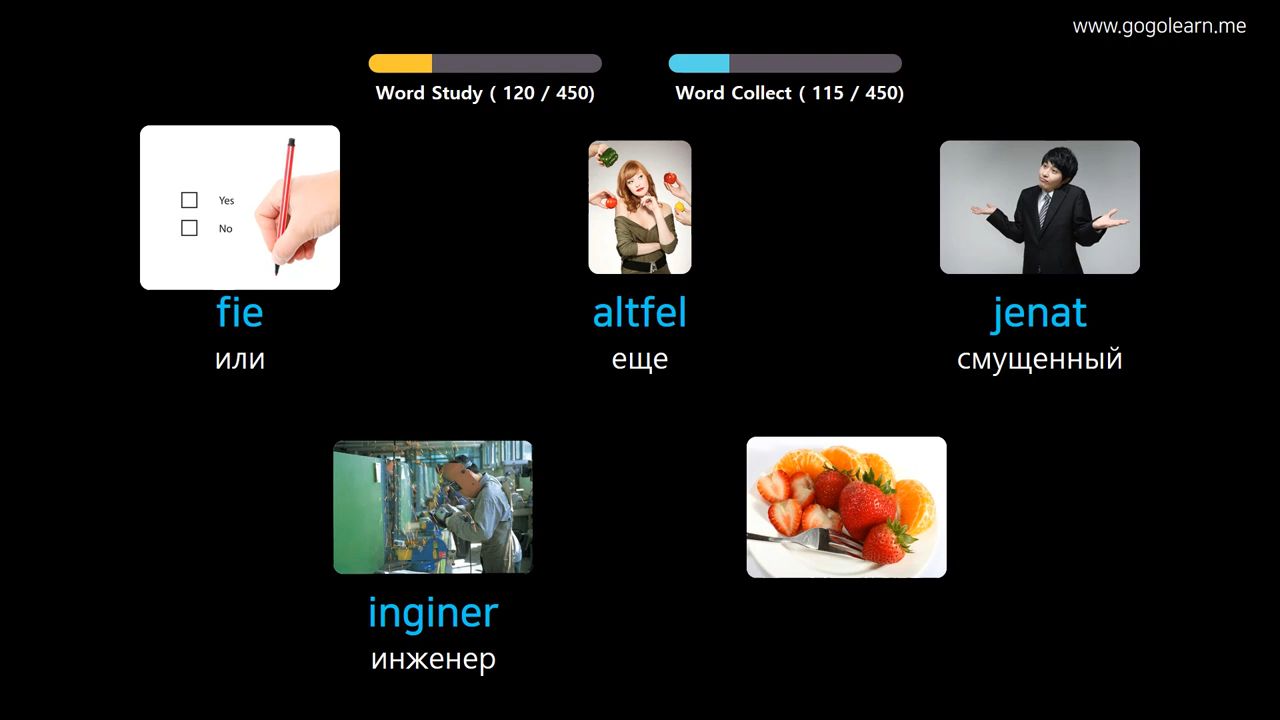 www.gogolearn.me
Word Study ( 120 / 450)
Word Collect ( 115 / 450)
Yes
No
fie
или
altfel
еще
jenat
смущенный
inginer
инженер